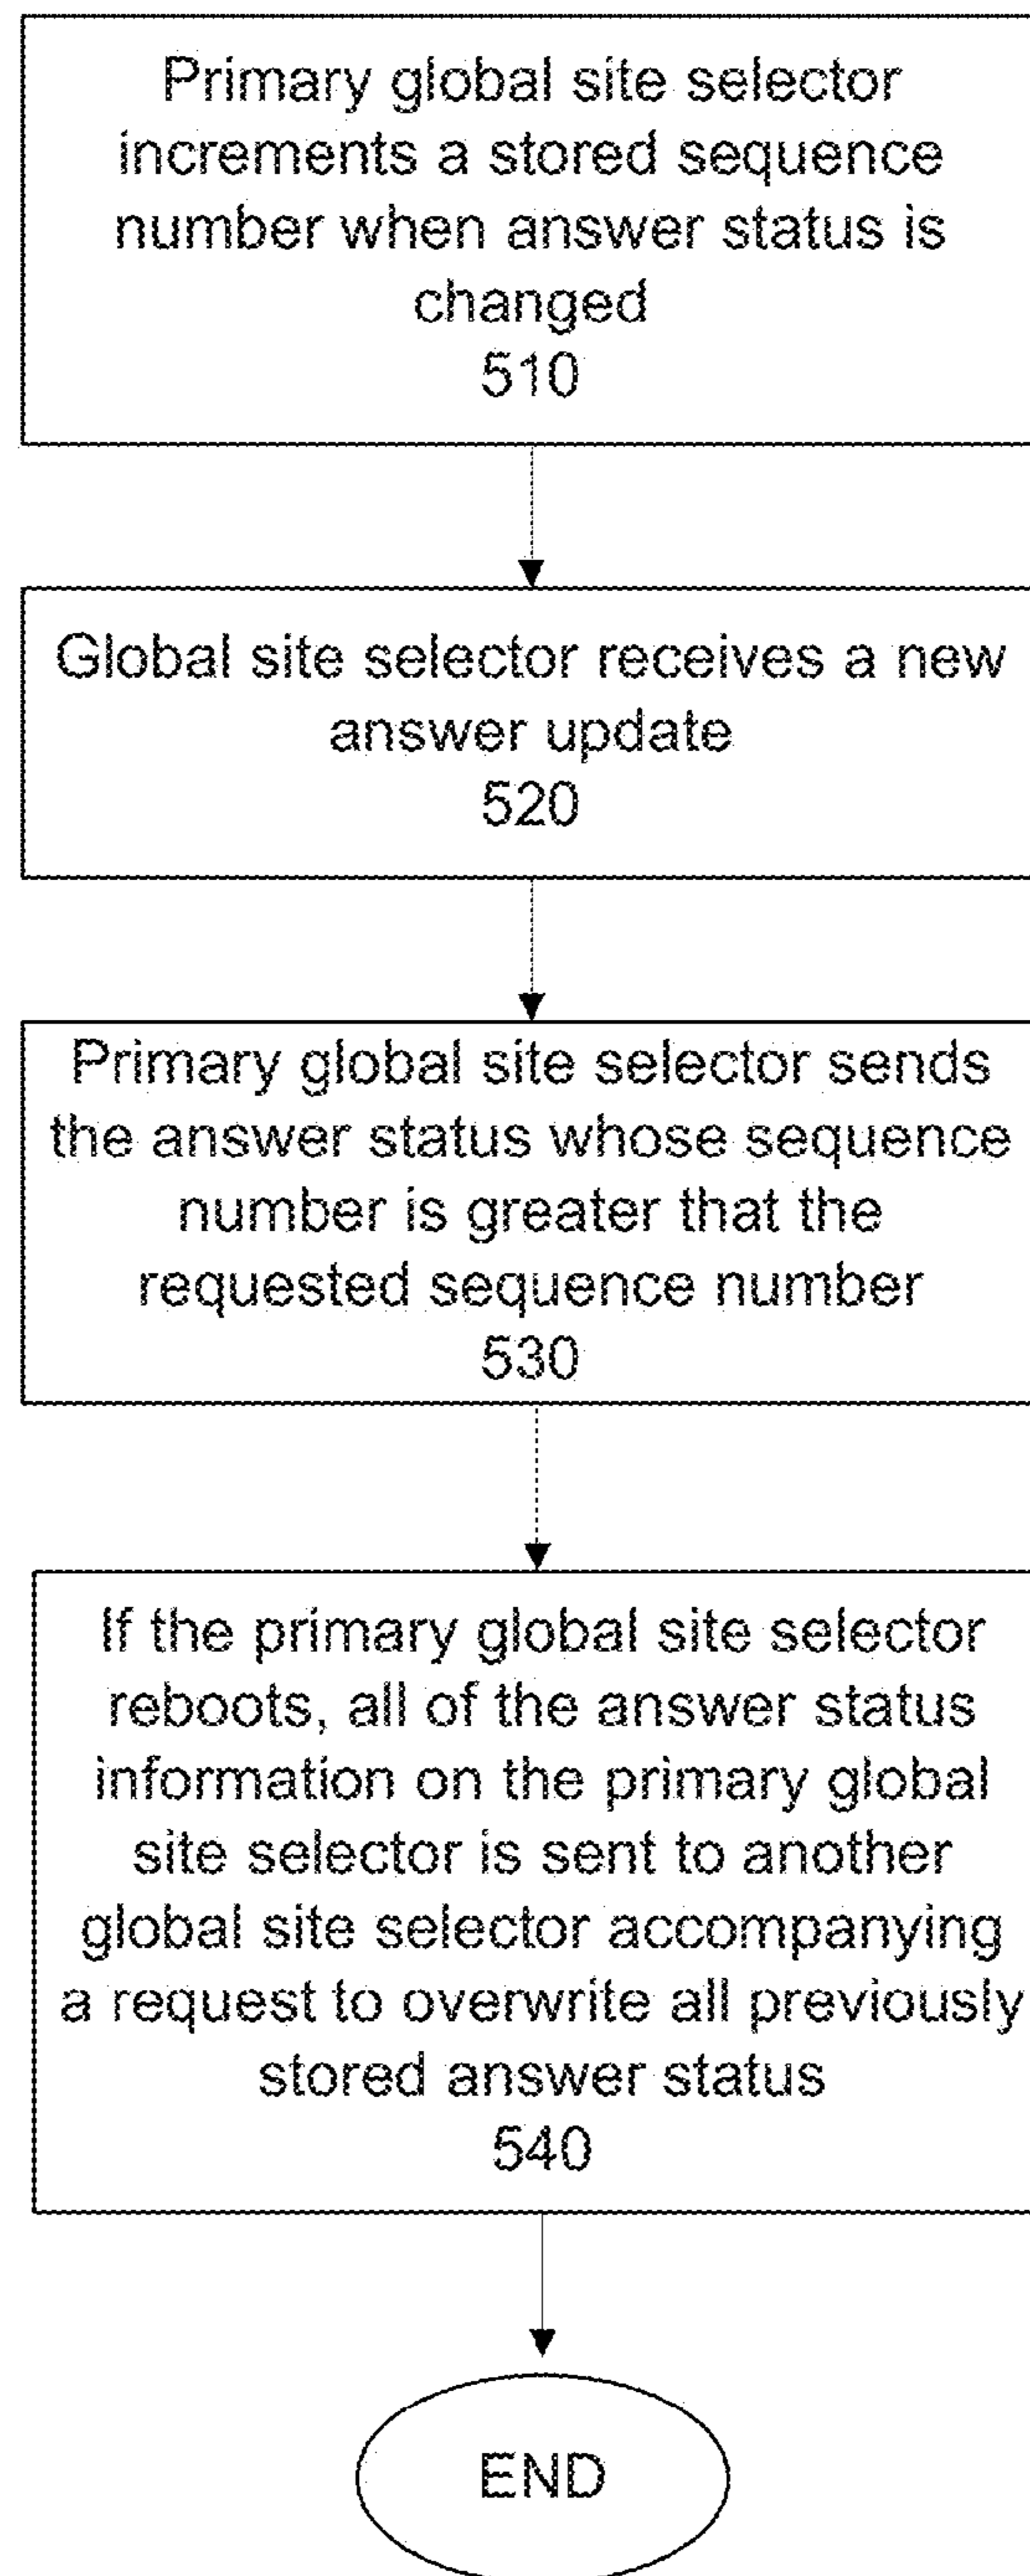 Primary global site selector
increments a stored sequence
number when answer status is
changed
510
Global site selector receives a new
answer update
520
Primary global site selector sends
the answer status whose sequence
number is greater that the
requested sequence number
530
If the primary global site selector
reboots, all of the answer status
information on the primary global
site selector is sent to another
global site selector accompanying
a request to overwrite all previously
stored answer status
540
END